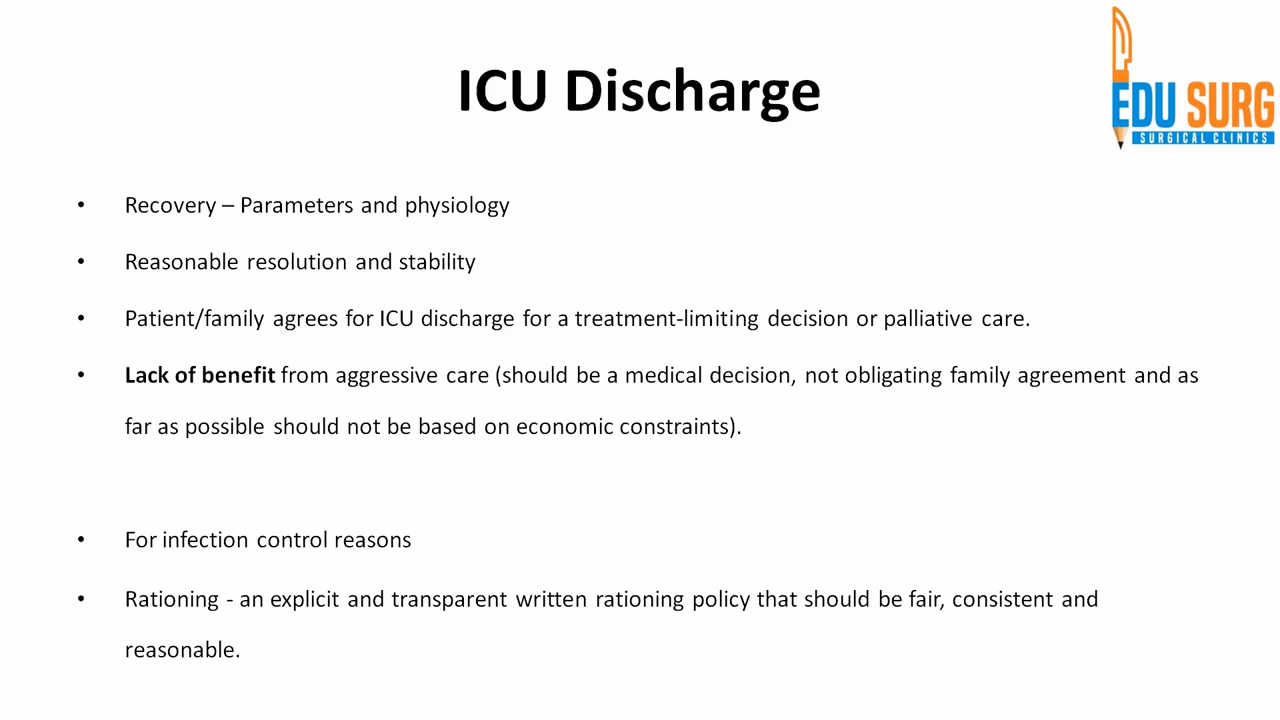 ICU Discharge
EDU SURG
SURGICAL CLINICS
• Recovery – Parameters and physiology
• Reasonable resolution and stability
• Patient/family agrees for ICU discharge for a treatment-limiting decision or palliative care.
• Lack of benefit from aggressive care (should be a medical decision, not obligating family agreement and as
far as possible should not be based on economic constraints).
• For infection control reasons
• Rationing - an explicit and transparent written rationing policy that should be fair, consistent and
reasonable.